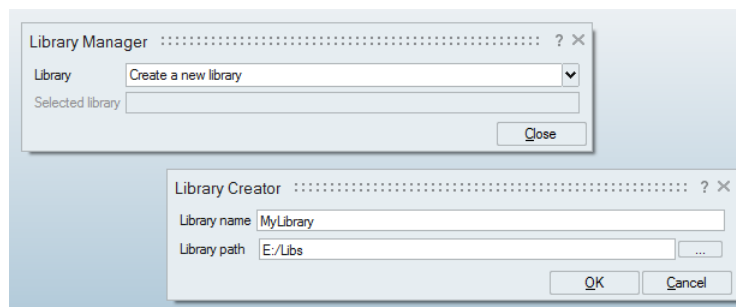 Library Manager ?
Library Create a new library
Selected library
Close
Library Creator ?
Library name MyLibrary
Library path E:/Libs ...
OK Cancel